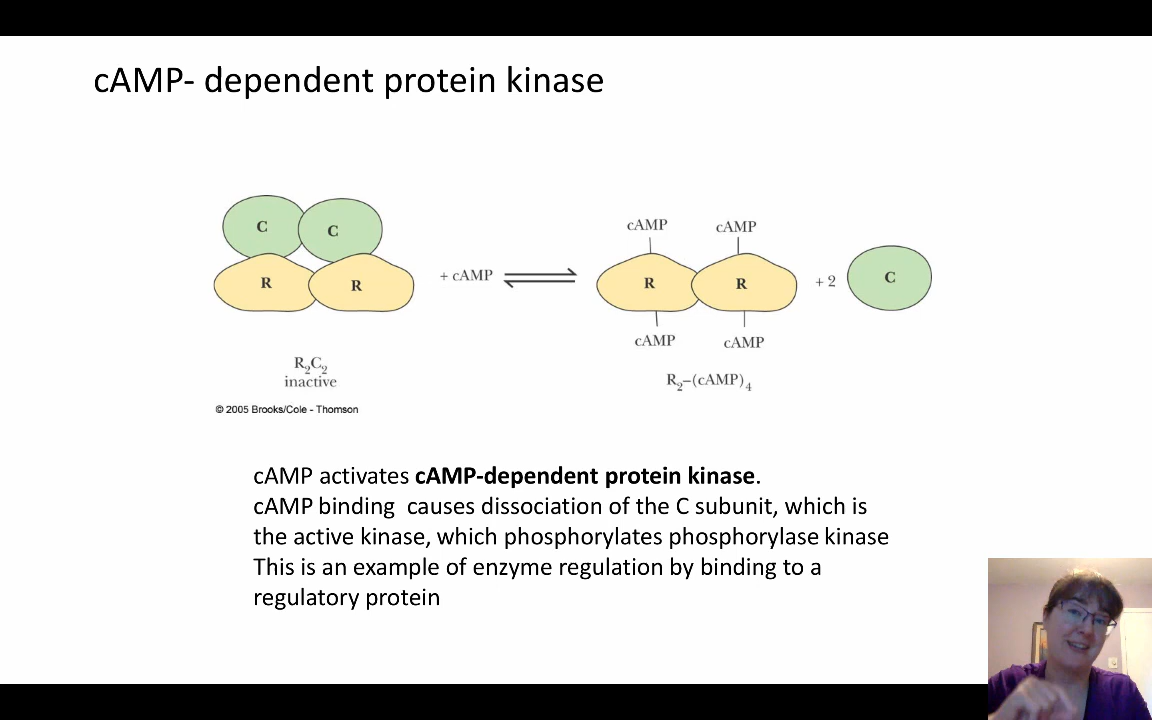 cAMP- dependent protein kinase
C C
R R
+ cAMP
cAMP cAMP
R R
cAMP cAMP
+ 2 C
R₂C₂
inactive
R₂–(cAMP)₄
© 2005 Brooks/Cole - Thomson
cAMP activates cAMP-dependent protein kinase.
cAMP binding  causes dissociation of the C subunit, which is
the active kinase, which phosphorylates phosphorylase kinase
This is an example of enzyme regulation by binding to a
regulatory protein